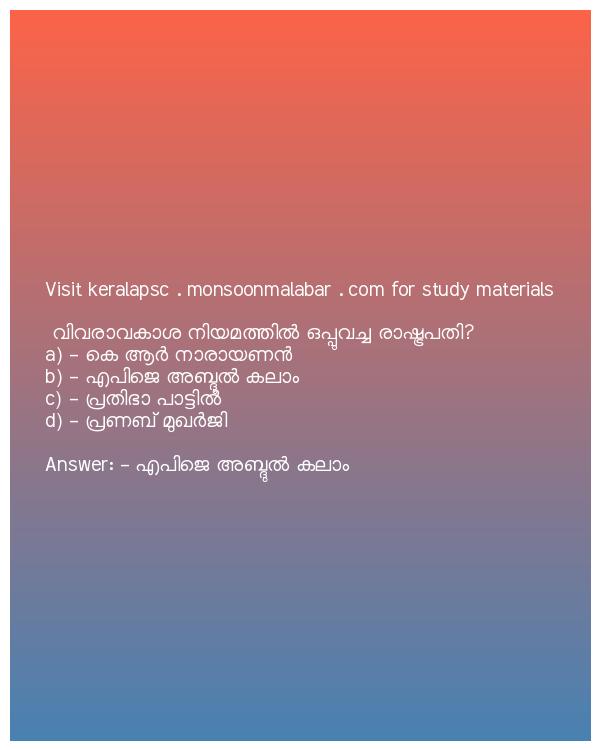 Visit keralapsc . monsoonmalabar . com for study materials
വിവരാവകാശ നിയമത്തിൽ ഒപ്പുവച്ച രാഷ്ട്രപതി?
a) - കെ ആർ നാരായണൻ
b) - എപിജെ അബ്ദുൽ കലാം
c) - പ്രതിഭാ പാട്ടിൽ
d) - പ്രണബ് മുഖർജി
Answer: - എപിജെ അബ്ദുൽ കലാം